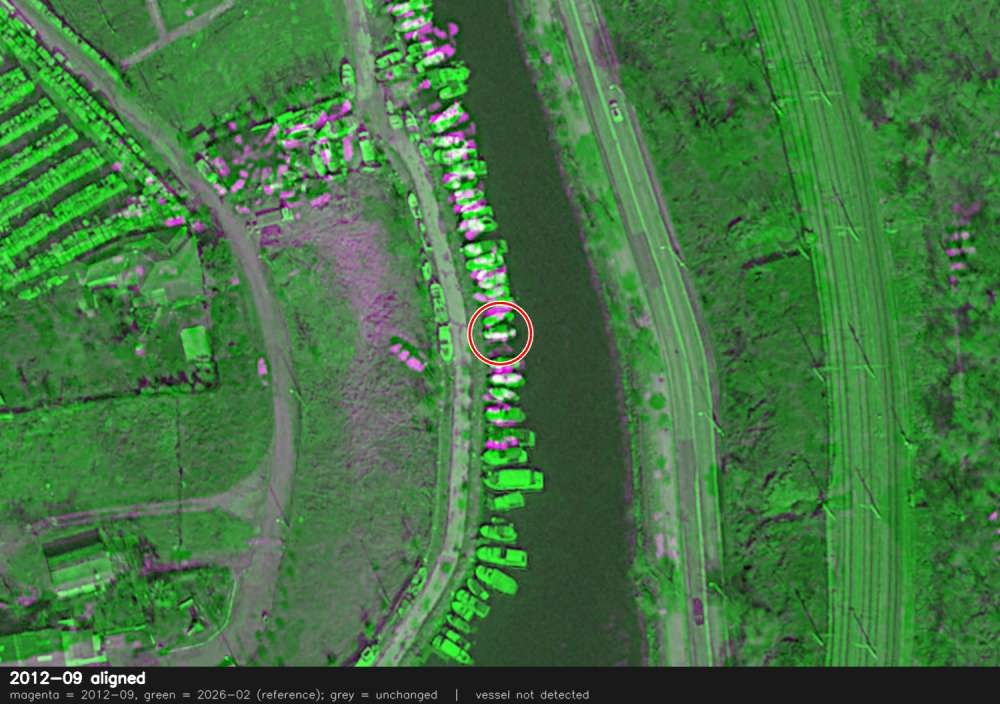 2012-09 aligned
magenta = 2012-09, green = 2026-02 (reference); grey = unchanged | vessel not detected